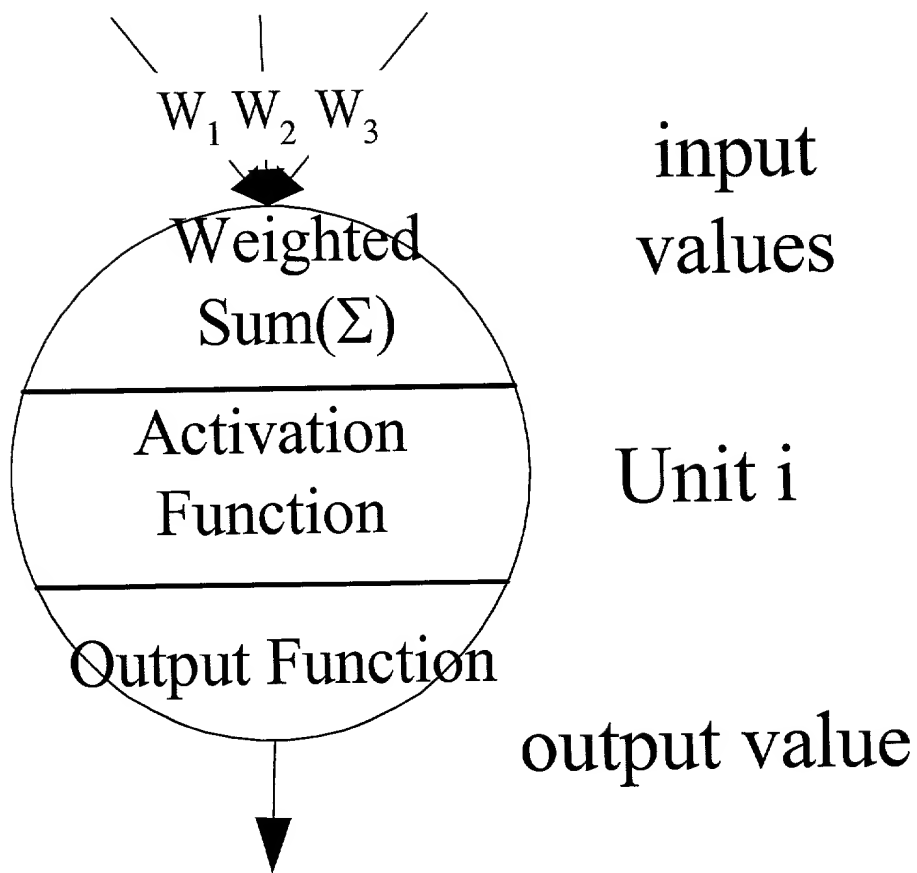 W1 W2 W3
input
values
Weighted
Sum(Σ)
Activation
Function
Unit i
Output Function
output value